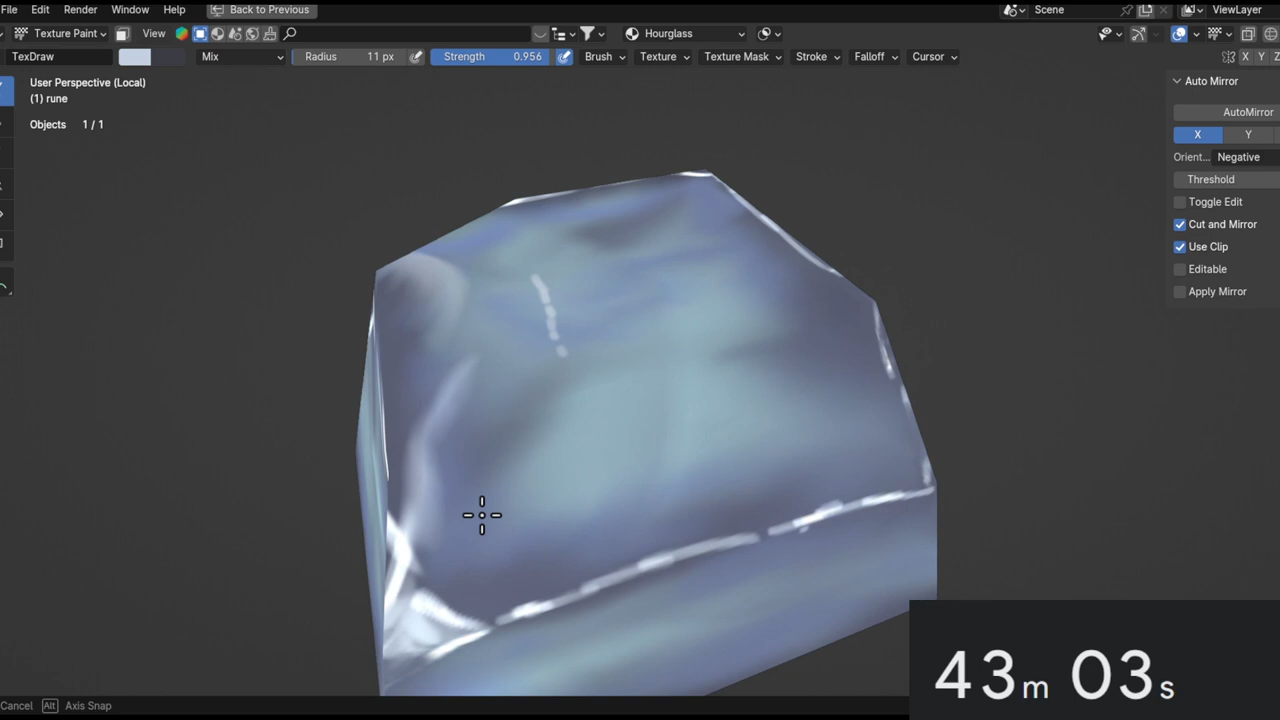 File Edit Render Window Help Back to Previous Scene ViewLayer
Texture Paint View Hourglass
TexDraw Mix Radius 11 px Strength 0.956 Brush Texture Texture Mask Stroke Falloff Cursor X Y Z
User Perspective (Local)
(1) rune
Objects 1 / 1
Auto Mirror
AutoMirror
X Y
Orient... Negative
Threshold
Toggle Edit
Cut and Mirror
Use Clip
Editable
Apply Mirror
43m 03s
Cancel Alt Axis Snap